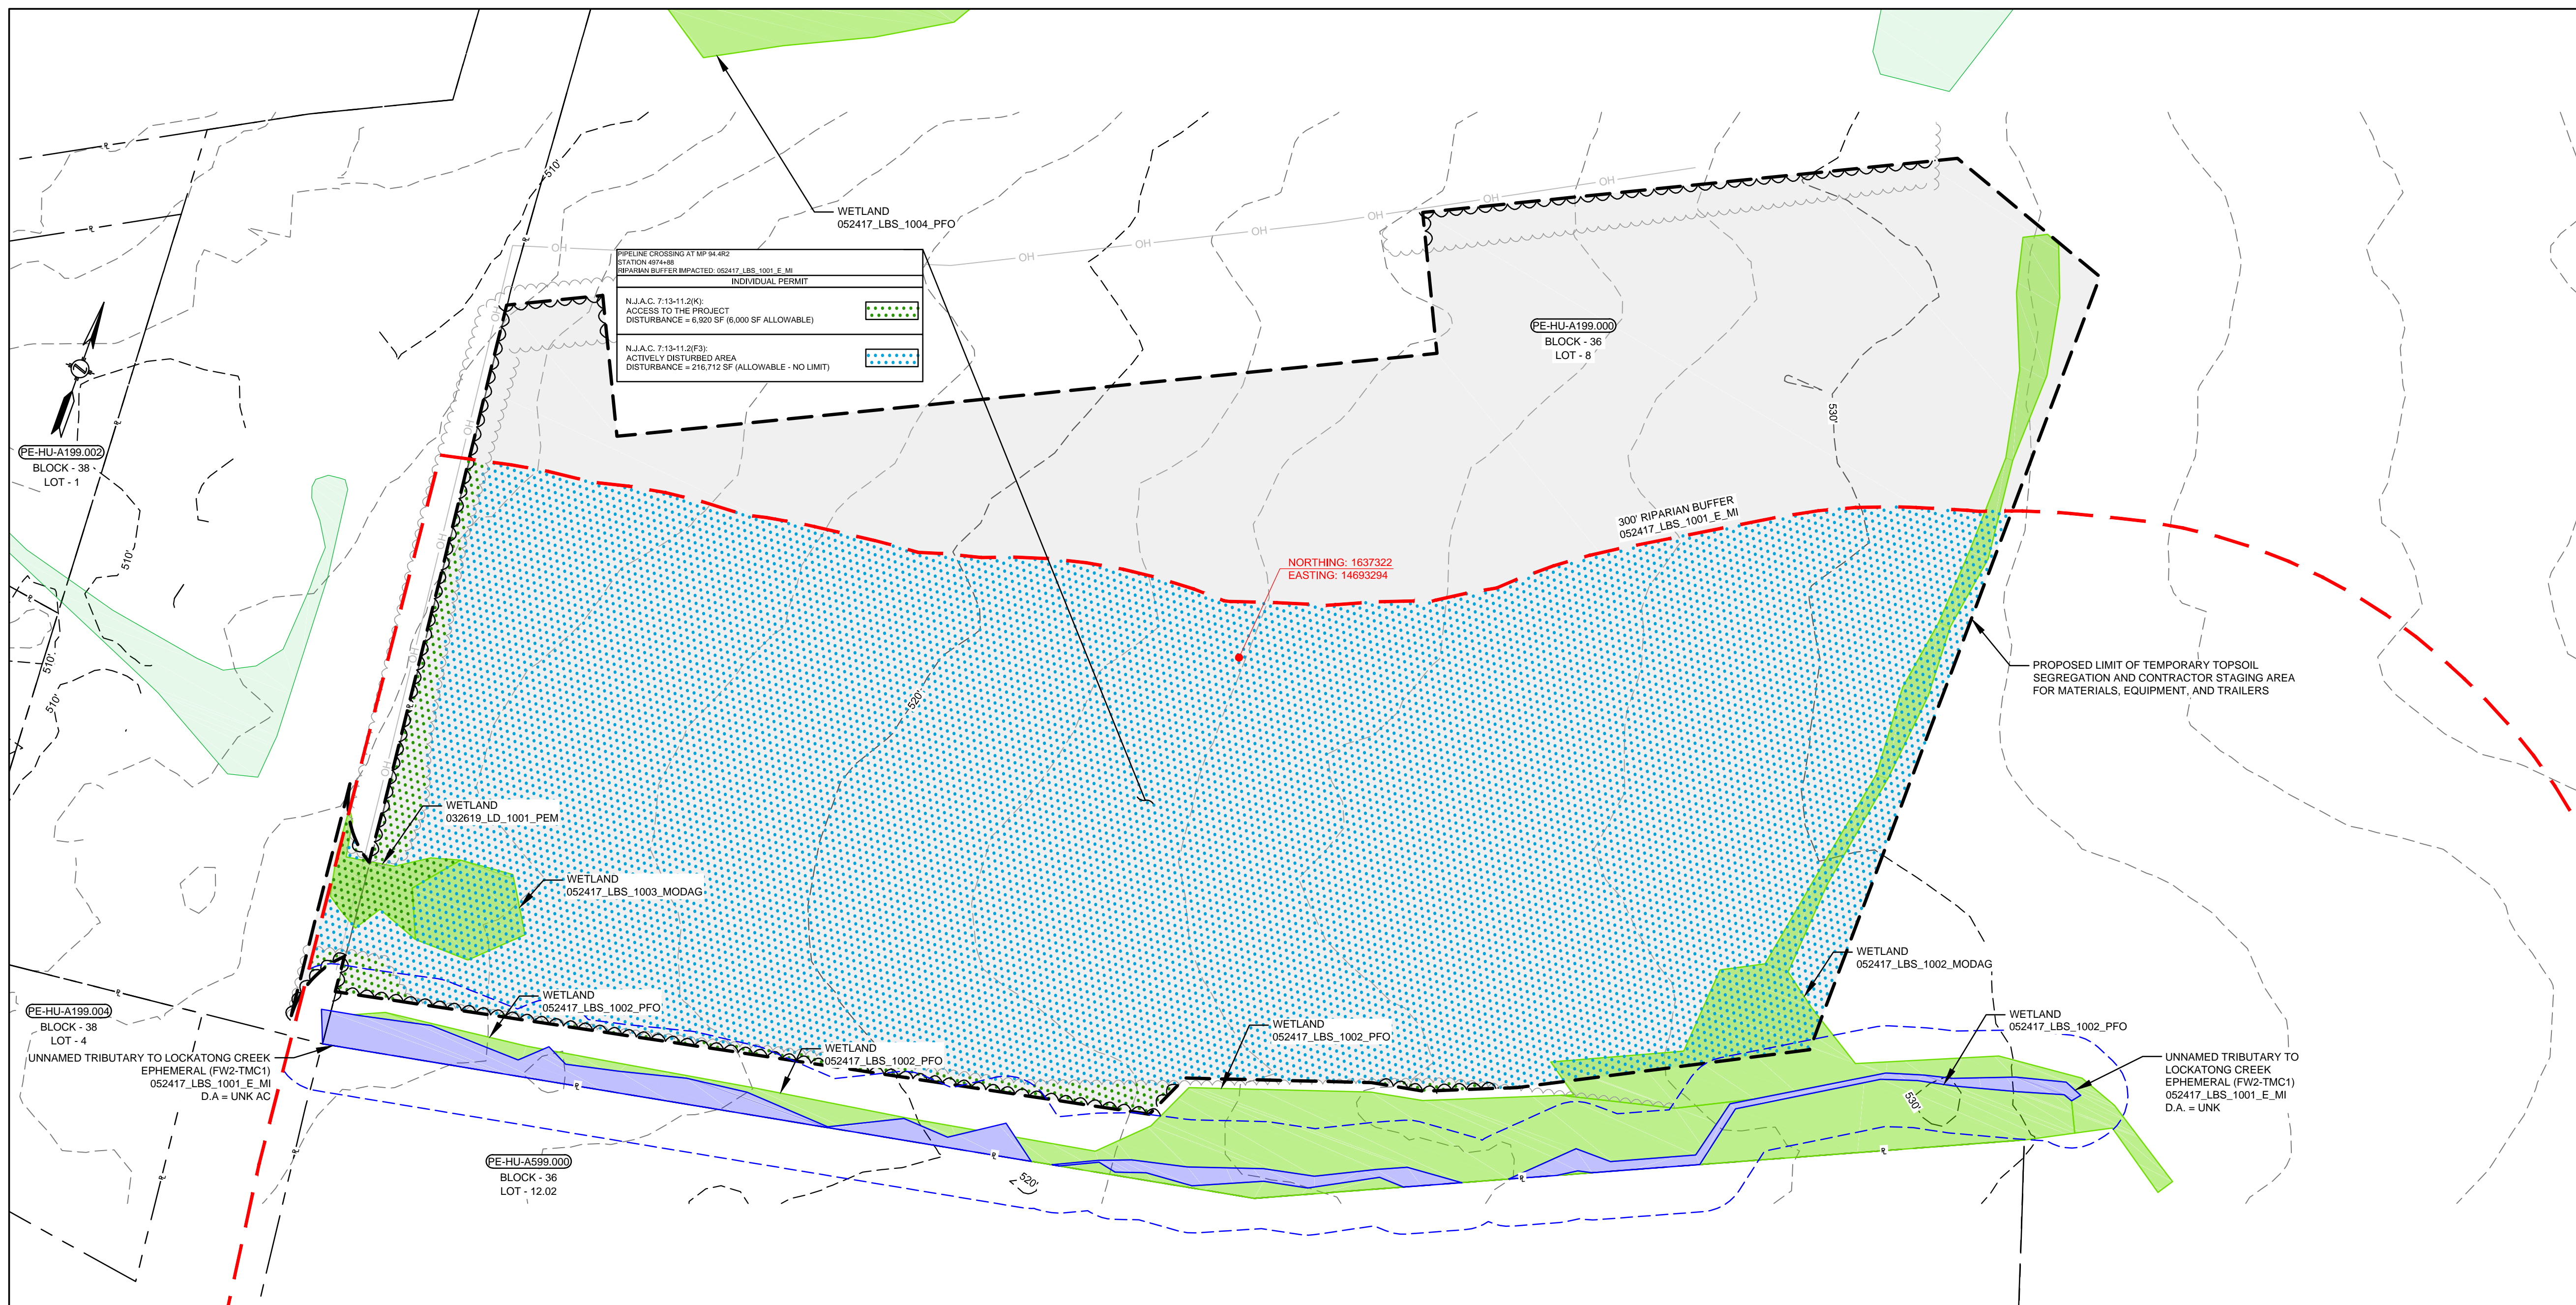 WETLAND
052417_LBS_1004_PFO
510'
OH
OH
OH
OH
OH
OH
OH
PIPELINE CROSSING AT MP 94.4R2
STATION 4974+88
RIPARIAN BUFFER IMPACTED: 052417_LBS_1001_E_MI
INDIVIDUAL PERMIT
N.J.A.C. 7:13-11.2(K):
ACCESS TO THE PROJECT
DISTURBANCE = 6,920 SF (6,000 SF ALLOWABLE)
N.J.A.C. 7:13-11.2(F3):
ACTIVELY DISTURBED AREA
DISTURBANCE = 216,712 SF (ALLOWABLE - NO LIMIT)
PE-HU-A199.000
BLOCK - 36
LOT - 8
530'
PE-HU-A199.002
BLOCK - 38
LOT - 1
OH
OH
OH
OH
OH
300' RIPARIAN BUFFER
052417_LBS_1001_E_MI
NORTHING: 1637322
EASTING: 14693294
510'
510'
510'
520'
PROPOSED LIMIT OF TEMPORARY TOPSOIL
SEGREGATION AND CONTRACTOR STAGING AREA
FOR MATERIALS, EQUIPMENT, AND TRAILERS
WETLAND
032619_LD_1001_PEM
WETLAND
052417_LBS_1003_MODAG
WETLAND
052417_LBS_1002_MODAG
WETLAND
052417_LBS_1002_PFO
WETLAND
052417_LBS_1002_PFO
WETLAND
052417_LBS_1002_PFO
WETLAND
052417_LBS_1002_PFO
PE-HU-A199.004
BLOCK - 38
LOT - 4
UNNAMED TRIBUTARY TO LOCKATONG CREEK
EPHEMERAL (FW2-TMC1)
052417_LBS_1001_E_MI
D.A = UNK AC
UNNAMED TRIBUTARY TO
LOCKATONG CREEK
EPHEMERAL (FW2-TMC1)
052417_LBS_1001_E_MI
D.A. = UNK
530'
PE-HU-A599.000
BLOCK - 36
LOT - 12.02
520'